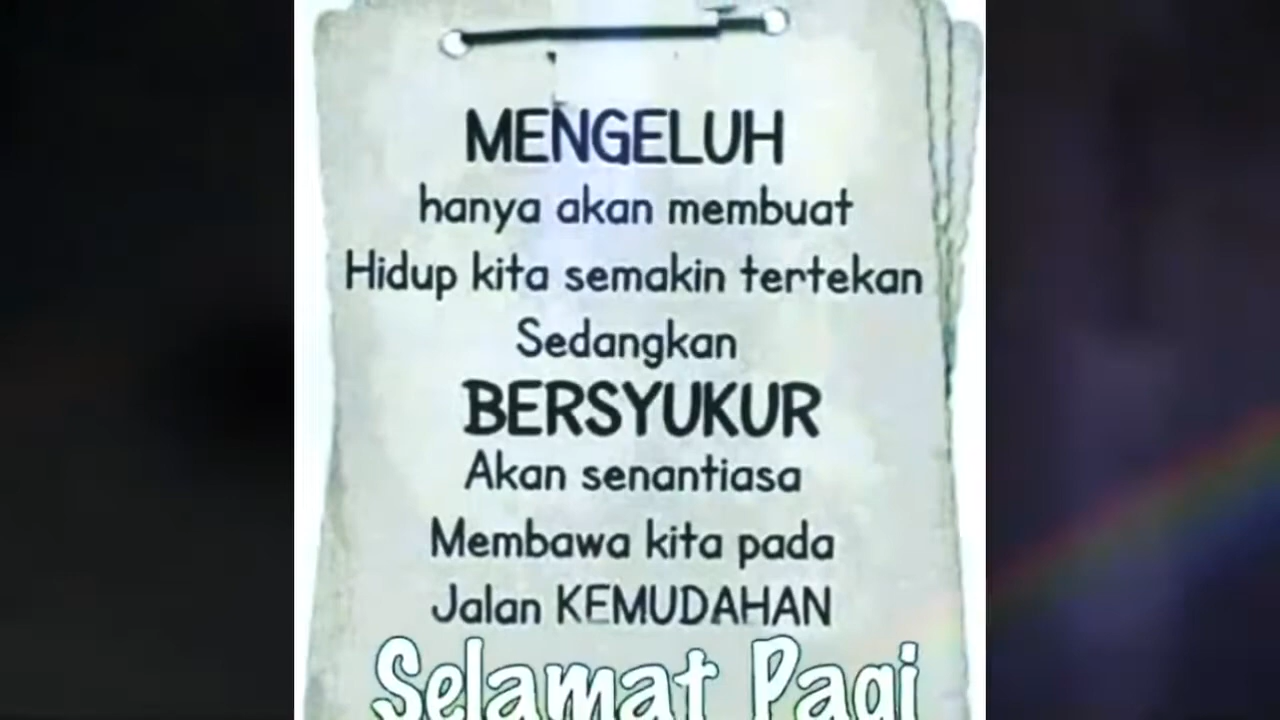 MENGELUH
hanya akan membuat
Hidup kita semakin tertekan
Sedangkan
BERSYUKUR
Akan senantiasa
Membawa kita pada
Jalan KEMUDAHAN
Selamat Pagi